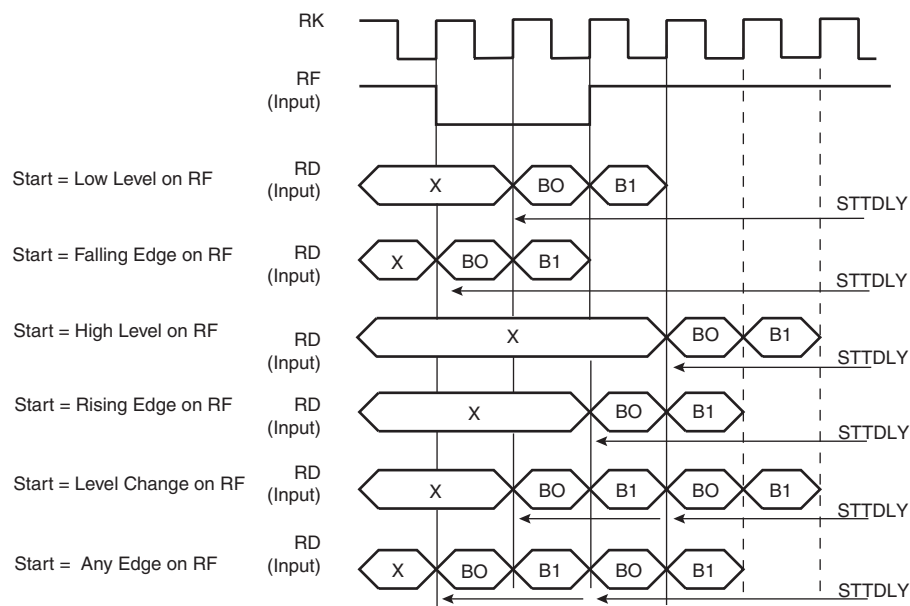 RK
RF
(Input)
Start = Low Level on RF
RD
(Input)
X
BO
B1
STTDLY
Start = Falling Edge on RF
RD
(Input)
X
BO
B1
STTDLY
Start = High Level on RF
RD
(Input)
X
BO
B1
STTDLY
Start = Rising Edge on RF
RD
(Input)
X
BO
B1
STTDLY
Start = Level Change on RF
RD
(Input)
X
BO
B1
BO
B1
STTDLY
Start = Any Edge on RF
RD
(Input)
X
BO
B1
BO
B1
STTDLY